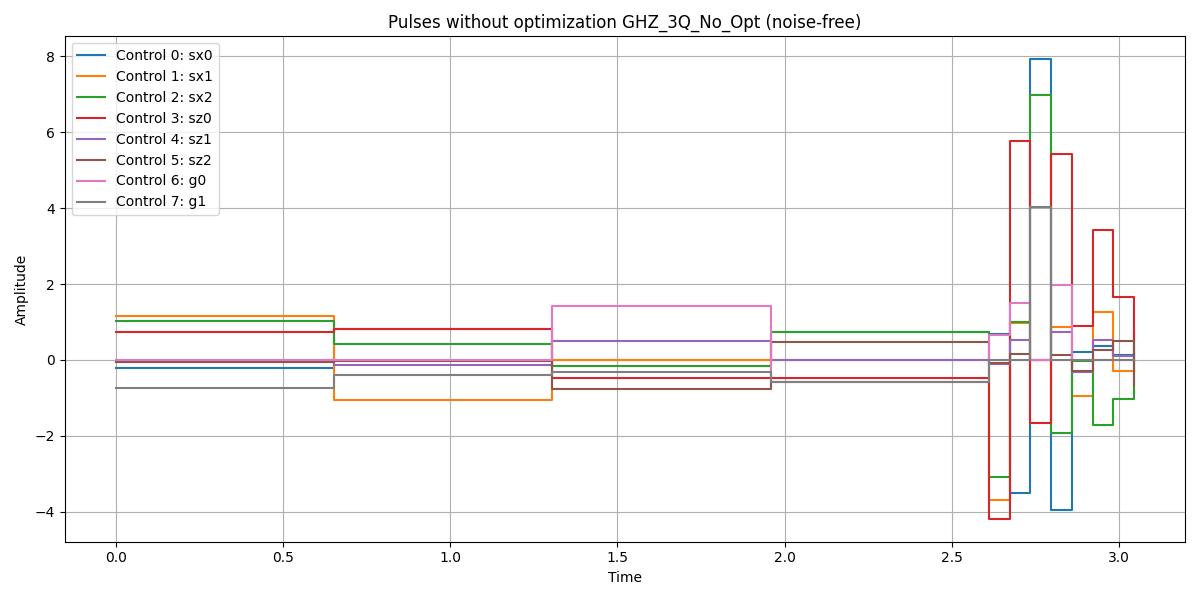 Pulses without optimization GHZ_3Q_No_Opt (noise-free)
Control 0: sx0
Control 1: sx1
Control 2: sx2
Control 3: sz0
Control 4: sz1
Control 5: sz2
Control 6: g0
Control 7: g1
Amplitude
8
6
4
2
0
−2
−4
0.0 0.5 1.0 1.5 2.0 2.5 3.0
Time